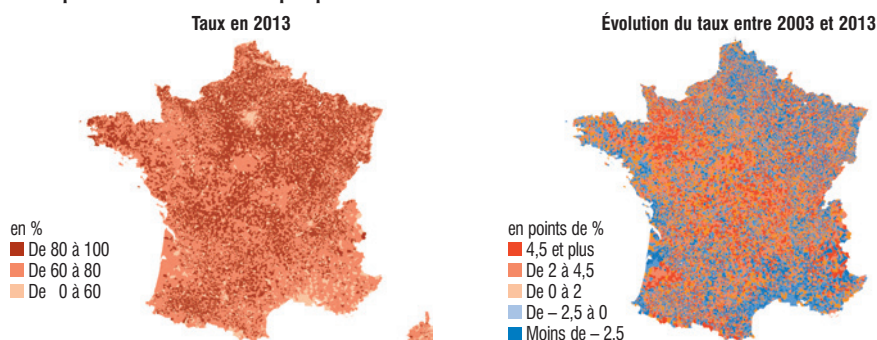 Taux en 2013
en %
De 80 à 100
De 60 à 80
De 0 à 60
Évolution du taux entre 2003 et 2013
en points de %
4,5 et plus
De 2 à 4,5
De 0 à 2
De – 2,5 à 0
Moins de – 2,5